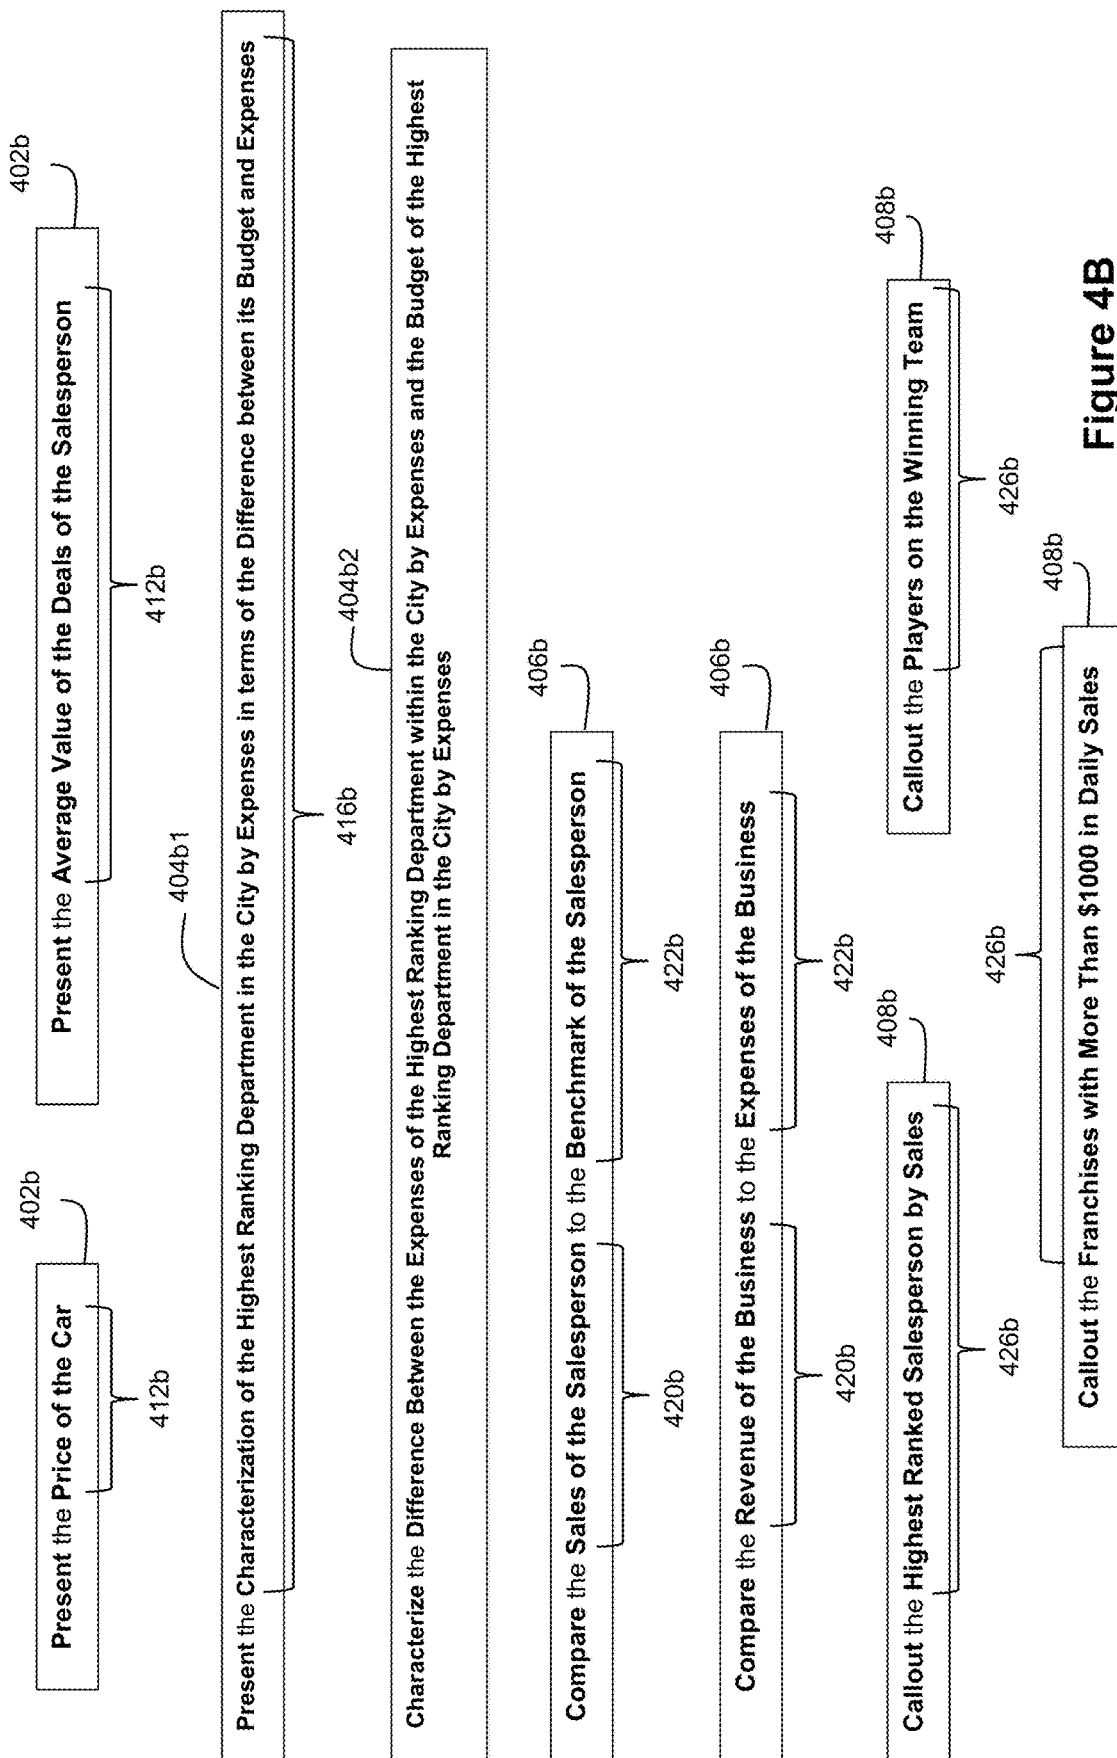 402b
Present the Price of the Car
412b
402b
Present the Average Value of the Deals of the Salesperson
412b
404b1
Present the Characterization of the Highest Ranking Department in the City by Expenses in terms of the Difference between its Budget and Expenses
416b
404b2
Characterize the Difference Between the Expenses of the Highest Ranking Department within the City by Expenses and the Budget of the Highest
Ranking Department in the City by Expenses
406b
Compare the Sales of the Salesperson to the Benchmark of the Salesperson
420b
422b
406b
Compare the Revenue of the Business to the Expenses of the Business
420b
422b
408b
Callout the Highest Ranked Salesperson by Sales
426b
408b
Callout the Players on the Winning Team
426b
426b
408b
Callout the Franchises with More Than $1000 in Daily Sales
Figure 4B